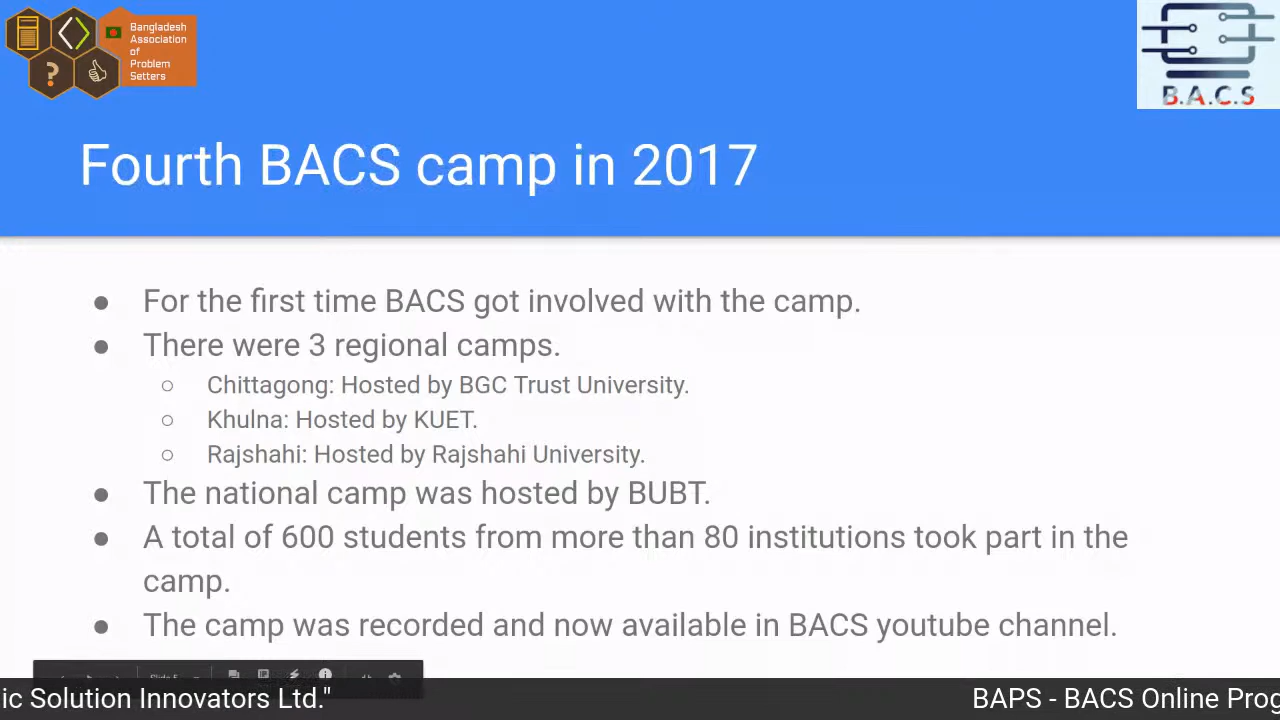 Bangladesh
Association
of
Problem
Setters
B.A.C.S
Fourth BACS camp in 2017
● For the first time BACS got involved with the camp.
● There were 3 regional camps.
○ Chittagong: Hosted by BGC Trust University.
○ Khulna: Hosted by KUET.
○ Rajshahi: Hosted by Rajshahi University.
● The national camp was hosted by BUBT.
● A total of 600 students from more than 80 institutions took part in the
camp.
● The camp was recorded and now available in BACS youtube channel.
ic Solution Innovators Ltd." BAPS - BACS Online Prog